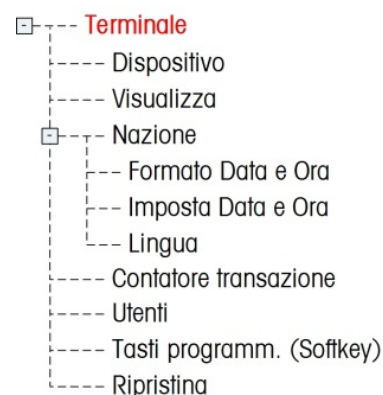 Terminale
Dispositivo
Visualizza
Nazione
Formato Data e Ora
Imposta Data e Ora
Lingua
Contatore transazione
Utenti
Tasti programm. (Softkey)
Ripristina